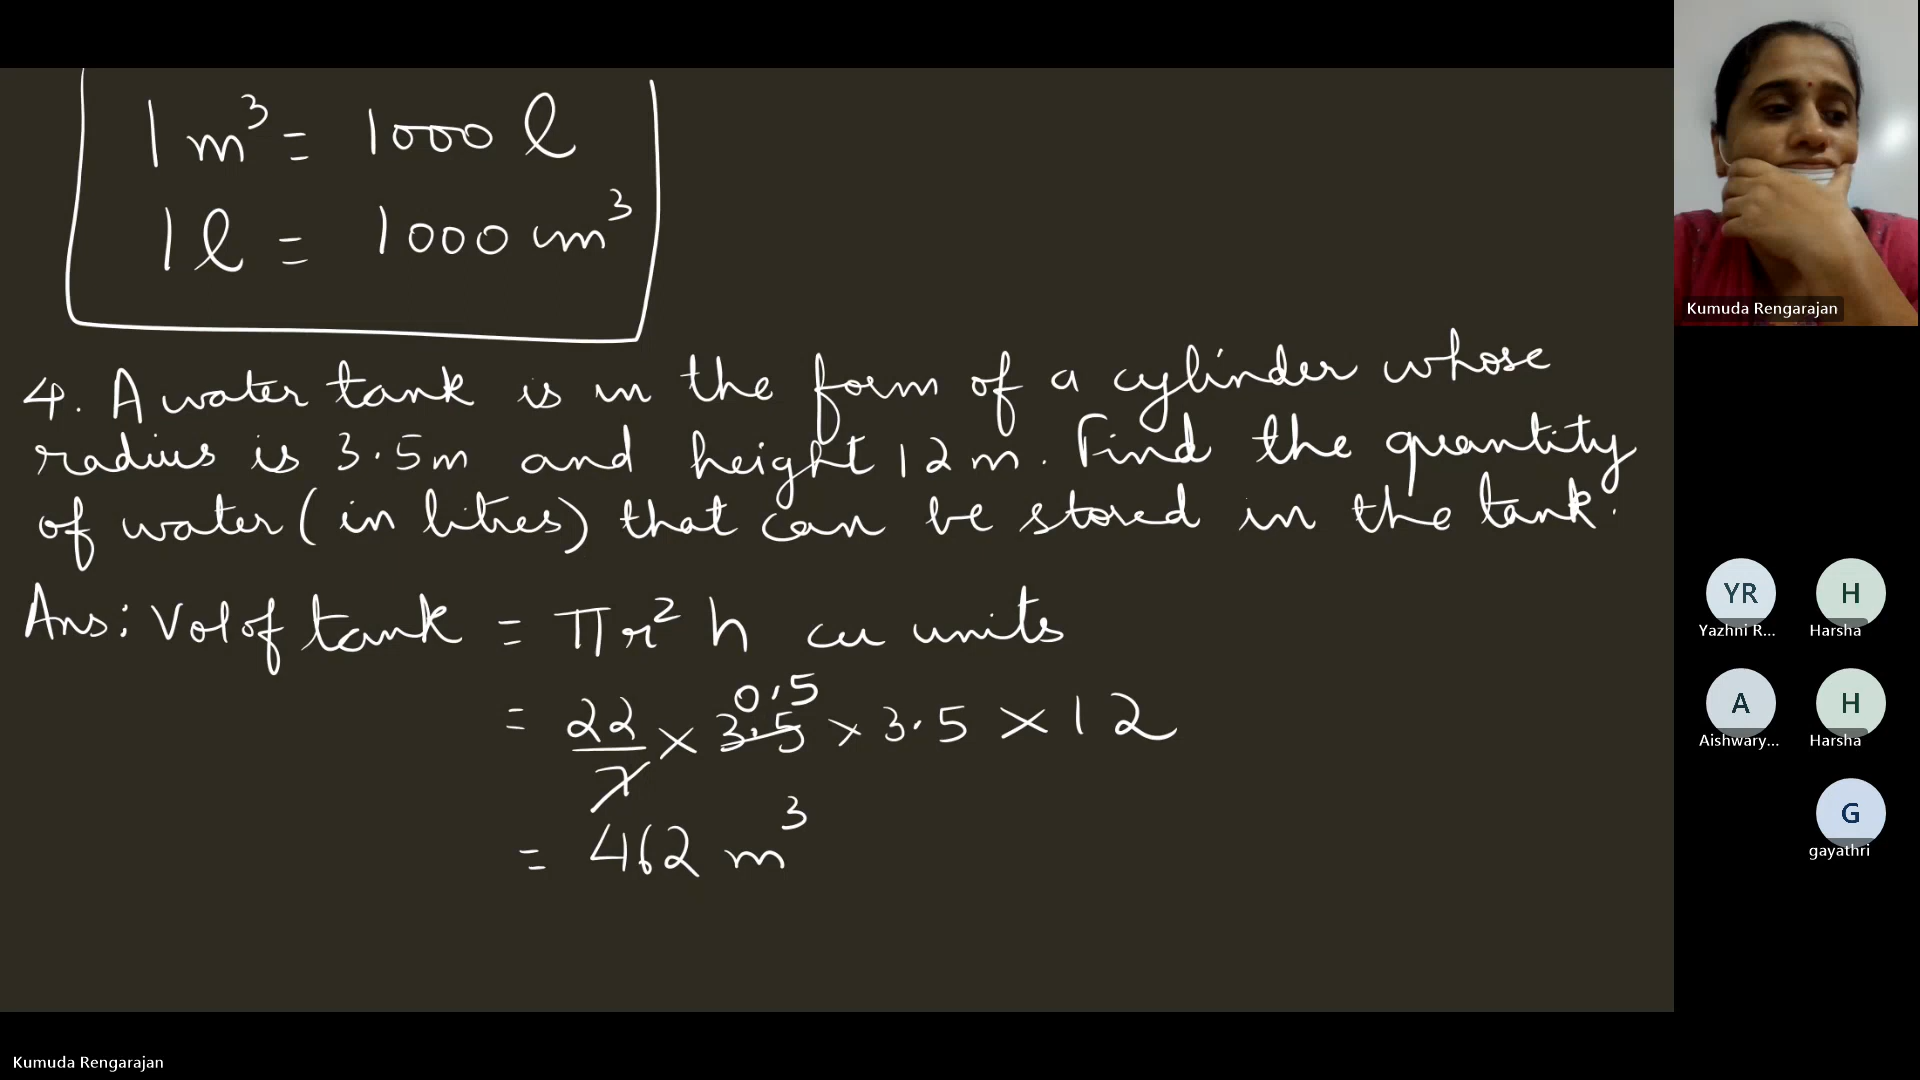 1 m³ = 1000 l
1 l = 1000 cm³
4. A water tank is in the form of a cylinder whose
radius is 3.5m and height 12 m. Find the quantity
of water (in litres) that can be stored in the tank.
Ans: Vol of tank = πr² h cu units
0.5
= 22/7 × 3.5 × 3.5 × 12
= 462 m³
Kumuda Rengarajan
YR
Yazhni R...
H
Harsha
A
Aishwary...
H
Harsha
G
gayathri
Kumuda Rengarajan